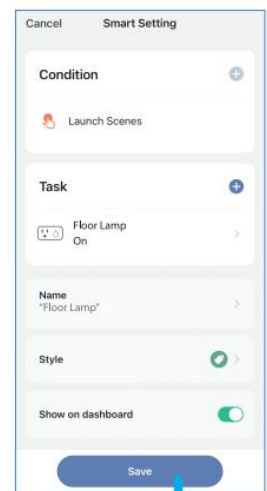 Cancel Smart Setting
Condition
Launch Scenes
Task
Floor Lamp
On
Name
"Floor Lamp"
Style
Show on dashboard
Save